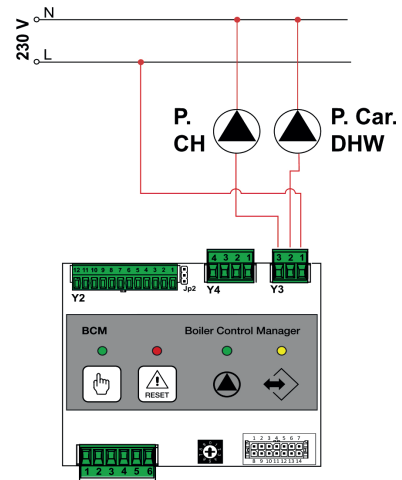 N
230 V
L
P.
CH
P. Car.
DHW
12 11 10 9 8 7 6 5 4 3 2 1
Y2
Jp2
4 3 2 1
Y4
3 2 1
Y3
BCM
Boiler Control Manager
RESET
1 2 3 4 5 6
1 2 3 4 5 6 7
8 9 10 11 12 13 14